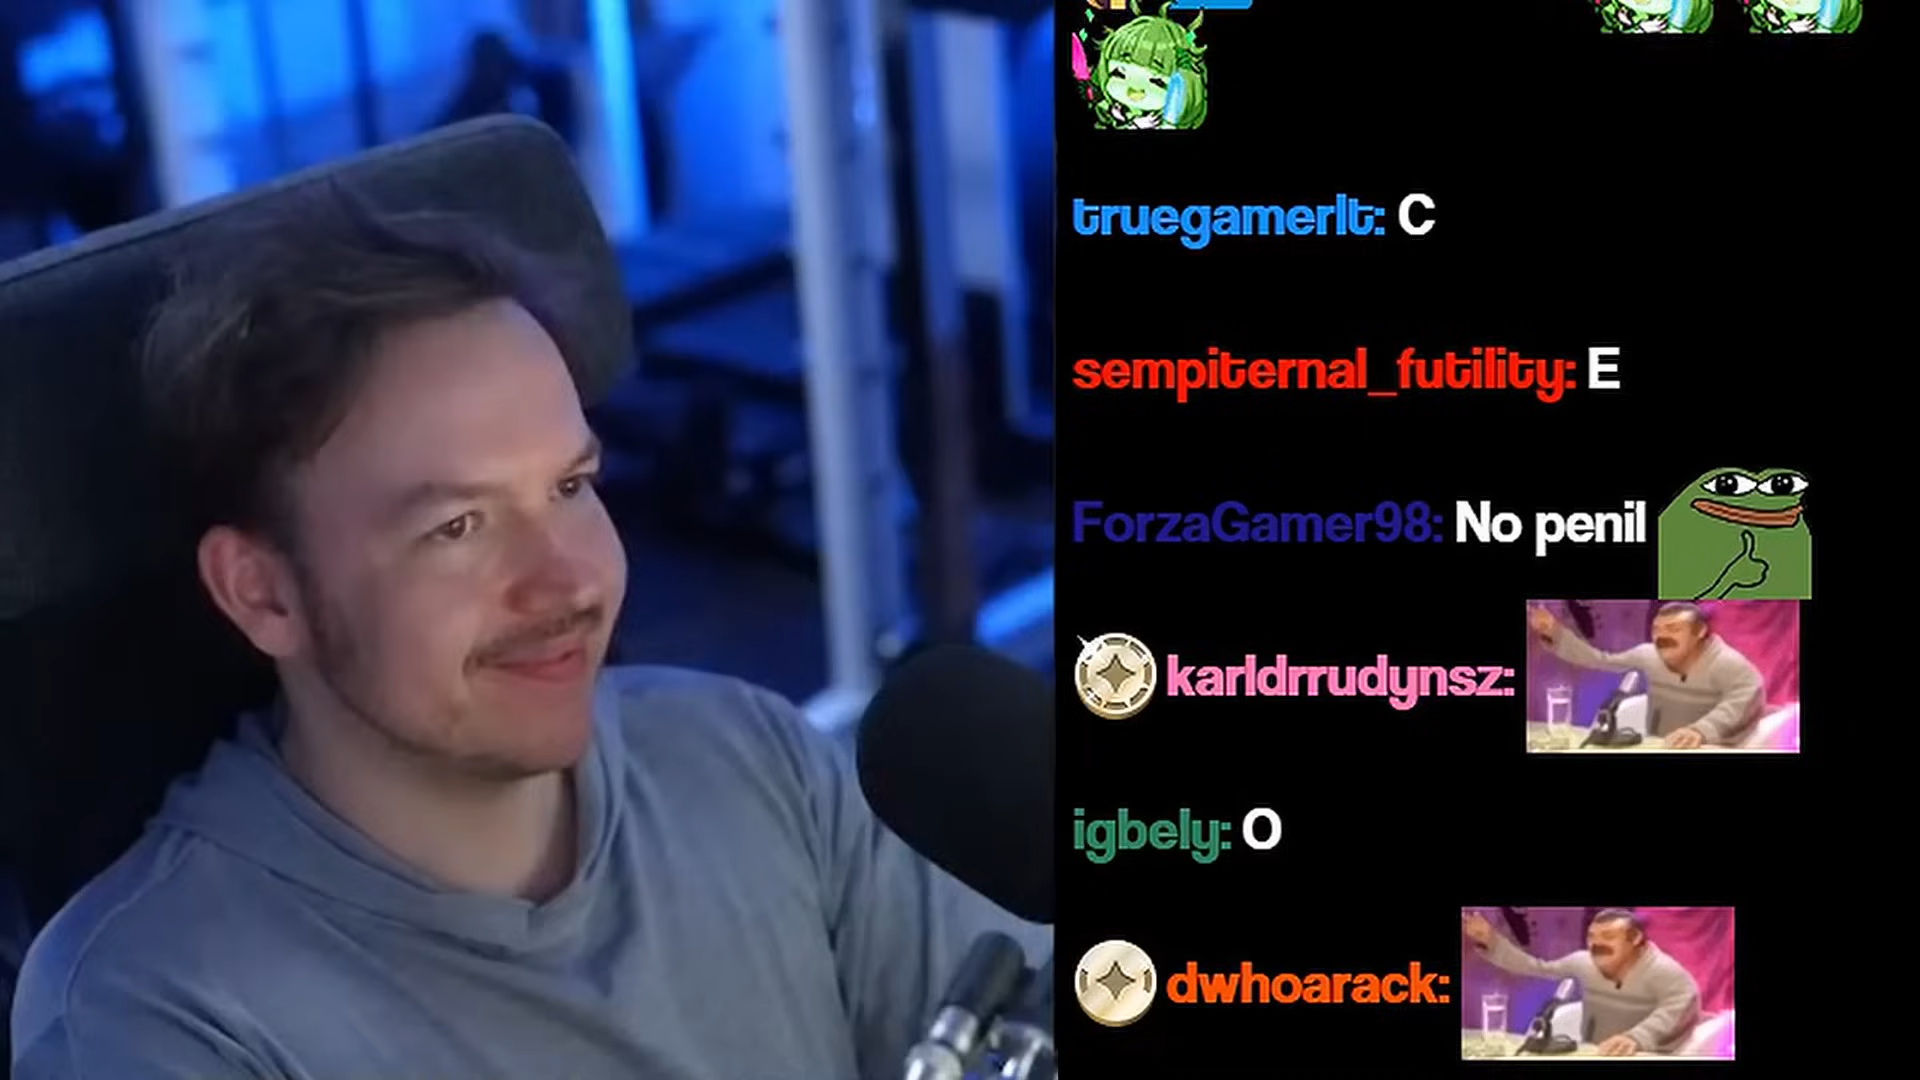 truegamerlt: C
sempiternal_futility: E
ForzaGamer98: No penil
karldrrudynsz:
igbely: O
dwhoarack: